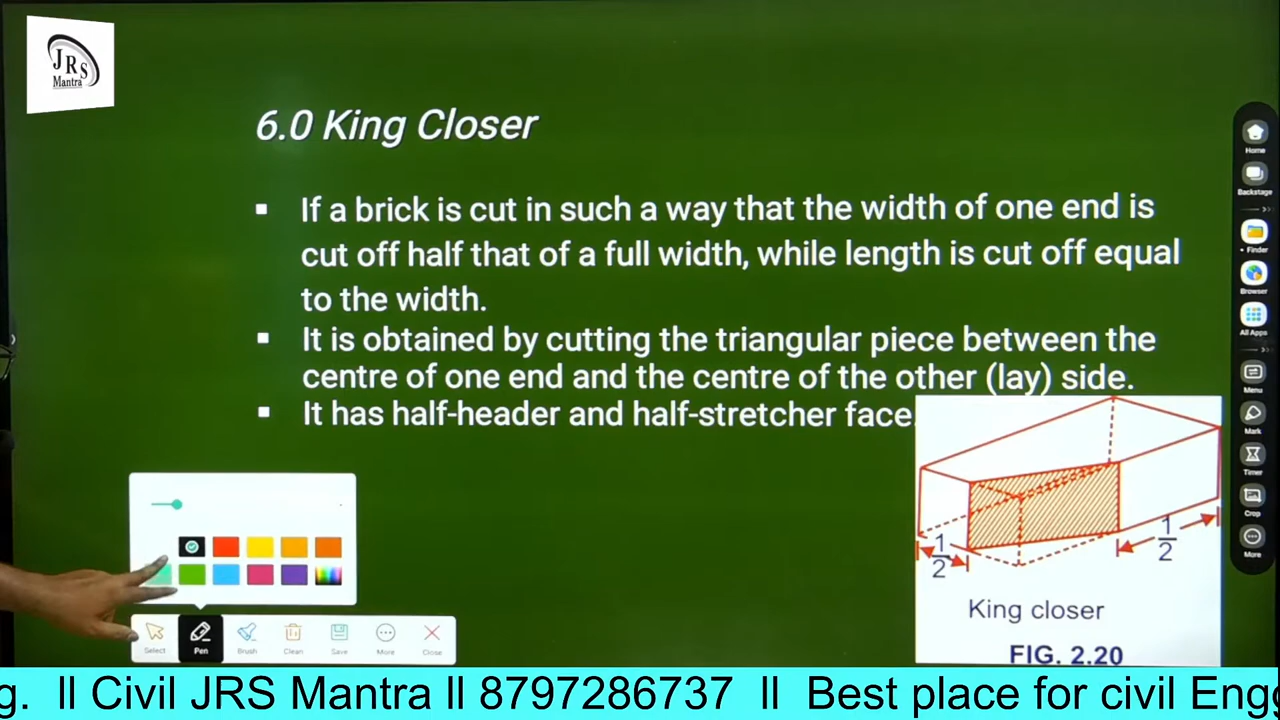 JRS
Mantra
6.0 King Closer
▪ If a brick is cut in such a way that the width of one end is
cut off half that of a full width, while length is cut off equal
to the width.
▪ It is obtained by cutting the triangular piece between the
centre of one end and the centre of the other (lay) side.
▪ It has half-header and half-stretcher face.
1
2
1
2
King closer
FIG. 2.20
Home
Backstage
Finder
Browser
All Apps
Menu
Mark
Timer
Crop
More
Select
Pen
Brush
Clean
Save
More
Close
g. ll Civil JRS Mantra ll 8797286737 ll Best place for civil Engg